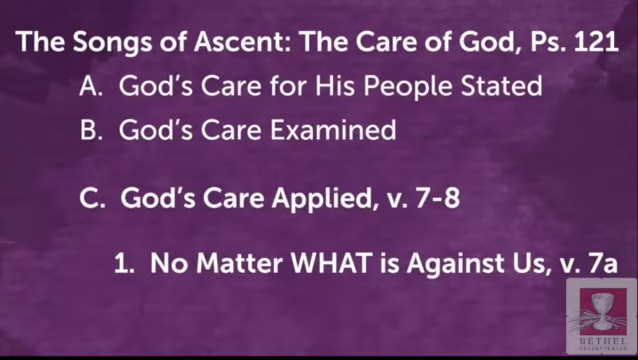 The Songs of Ascent: The Care of God, Ps. 121
A. God's Care for His People Stated
B. God's Care Examined
C. God's Care Applied, v. 7-8
1. No Matter WHAT is Against Us, v. 7a
BETHEL
PRESBYTERIAN